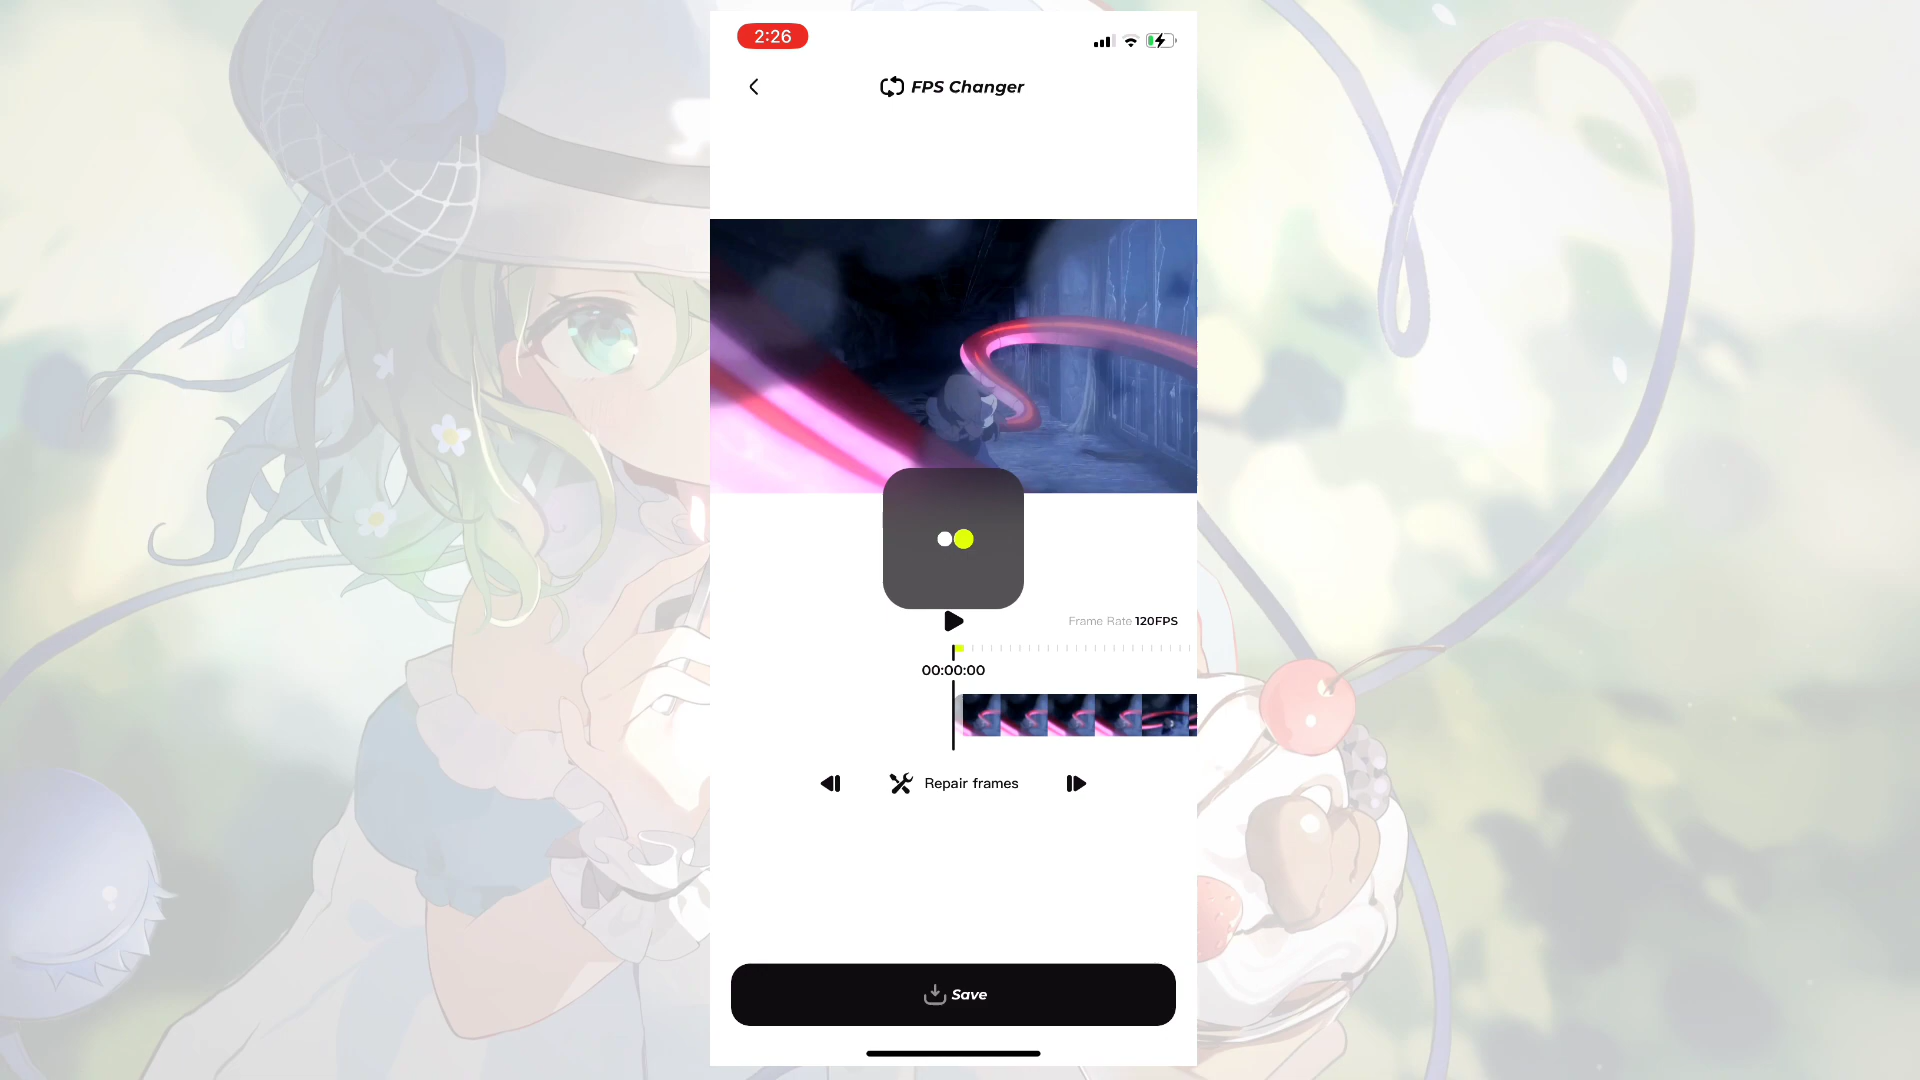 2:26
FPS Changer
Frame Rate 120FPS
00:00:00
Repair frames
Save